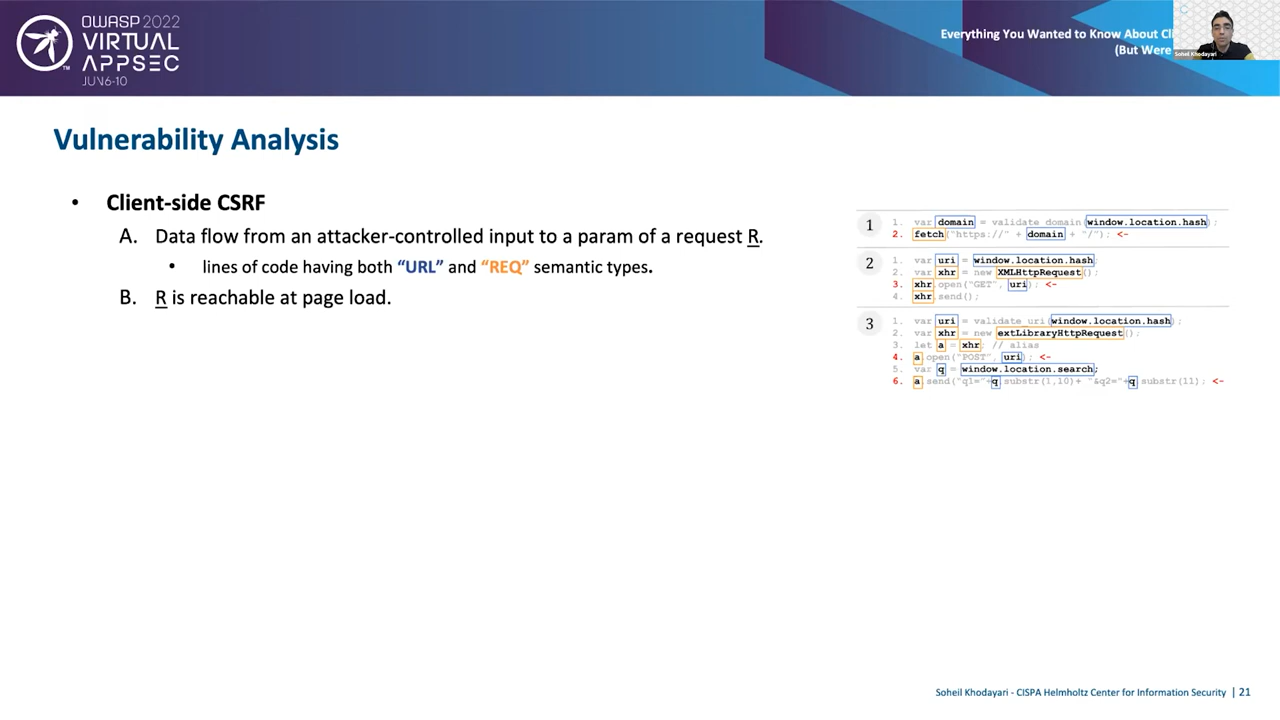 OWASP 2022
VIRTUAL
APPSEC
JUN 6-10
Everything You Wanted to Know About Cli
(But Were
Soheil Khodayari
Vulnerability Analysis
• Client-side CSRF
A. Data flow from an attacker-controlled input to a param of a request R.
• lines of code having both “URL” and “REQ” semantic types.
B. R is reachable at page load.
1
1. var domain = validate_domain(window.location.hash);
2. fetch("https://" + domain + "/"); <-
2
1. var uri = window.location.hash;
2. var xhr = new XMLHttpRequest();
3. xhr.open("GET", uri); <-
4. xhr.send();
3
1. var uri = validate_uri(window.location.hash);
2. var xhr = new extLibraryHttpRequest();
3. let a = xhr; // alias
4. a.open("POST", uri); <-
5. var q = window.location.search;
6. a.send("q1="+q.substr(1,10)+ "&q2="+q.substr(11); <-
Soheil Khodayari - CISPA Helmholtz Center for Information Security | 21